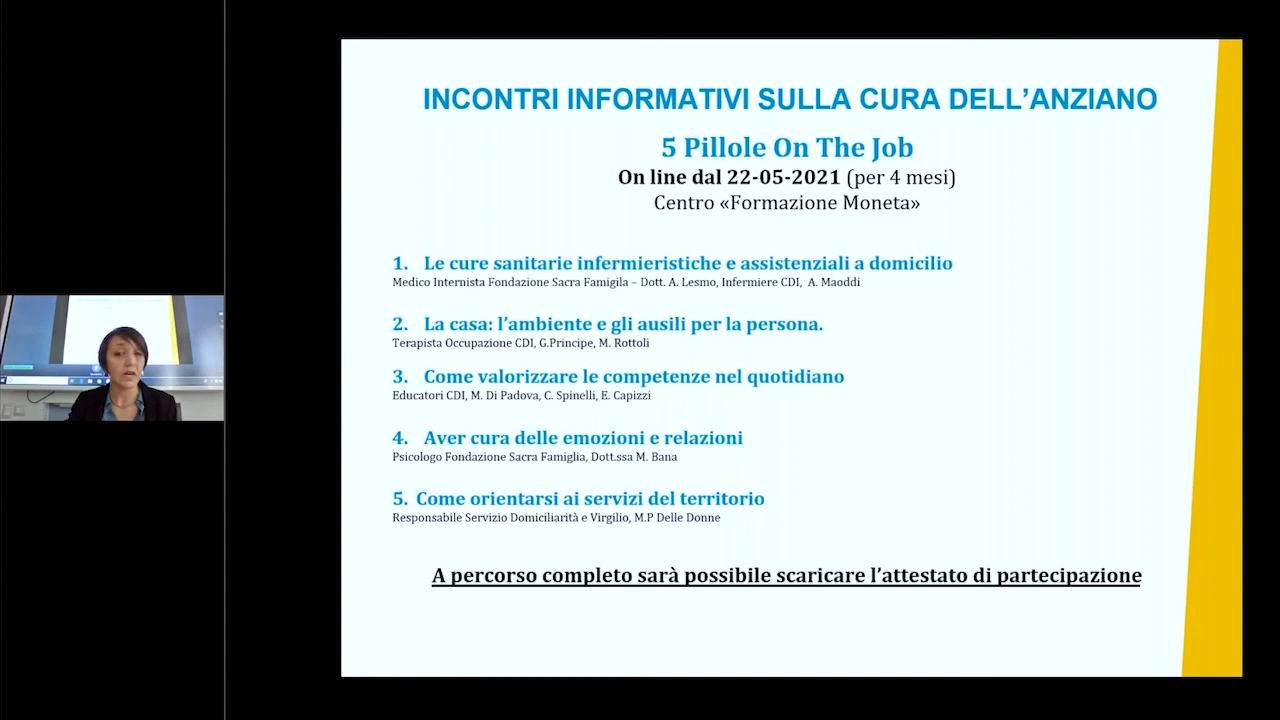 INCONTRI INFORMATIVI SULLA CURA DELL’ANZIANO
5 Pillole On The Job
On line dal 22-05-2021 (per 4 mesi)
Centro «Formazione Moneta»
1. Le cure sanitarie infermieristiche e assistenziali a domicilio
Medico Internista Fondazione Sacra Famigila – Dott. A. Lesmo, Infermiere CDI, A. Maoddi
2. La casa: l’ambiente e gli ausili per la persona.
Terapista Occupazione CDI, G.Principe, M. Rottoli
3. Come valorizzare le competenze nel quotidiano
Educatori CDI, M. Di Padova, C. Spinelli, E. Capizzi
4. Aver cura delle emozioni e relazioni
Psicologo Fondazione Sacra Famiglia, Dott.ssa M. Bana
5. Come orientarsi ai servizi del territorio
Responsabile Servizio Domiciliarità e Virgilio, M.P Delle Donne
A percorso completo sarà possibile scaricare l’attestato di partecipazione